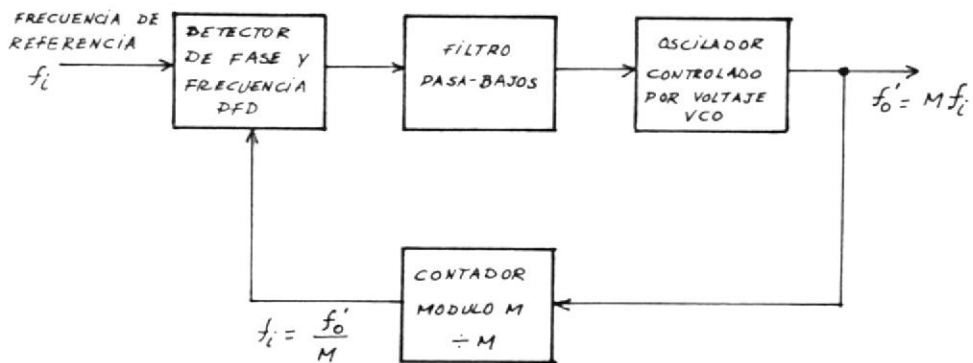 FRECUENCIA DE
REFERENCIA
fi
DETECTOR
DE FASE Y
FRECUENCIA
DFD
FILTRO
PASA-BAJOS
OSCILADOR
CONTROLADO
POR VOLTAJE
VCO
fo' = M fi
CONTADOR
MODULO M
÷ M
fi = fo'/M